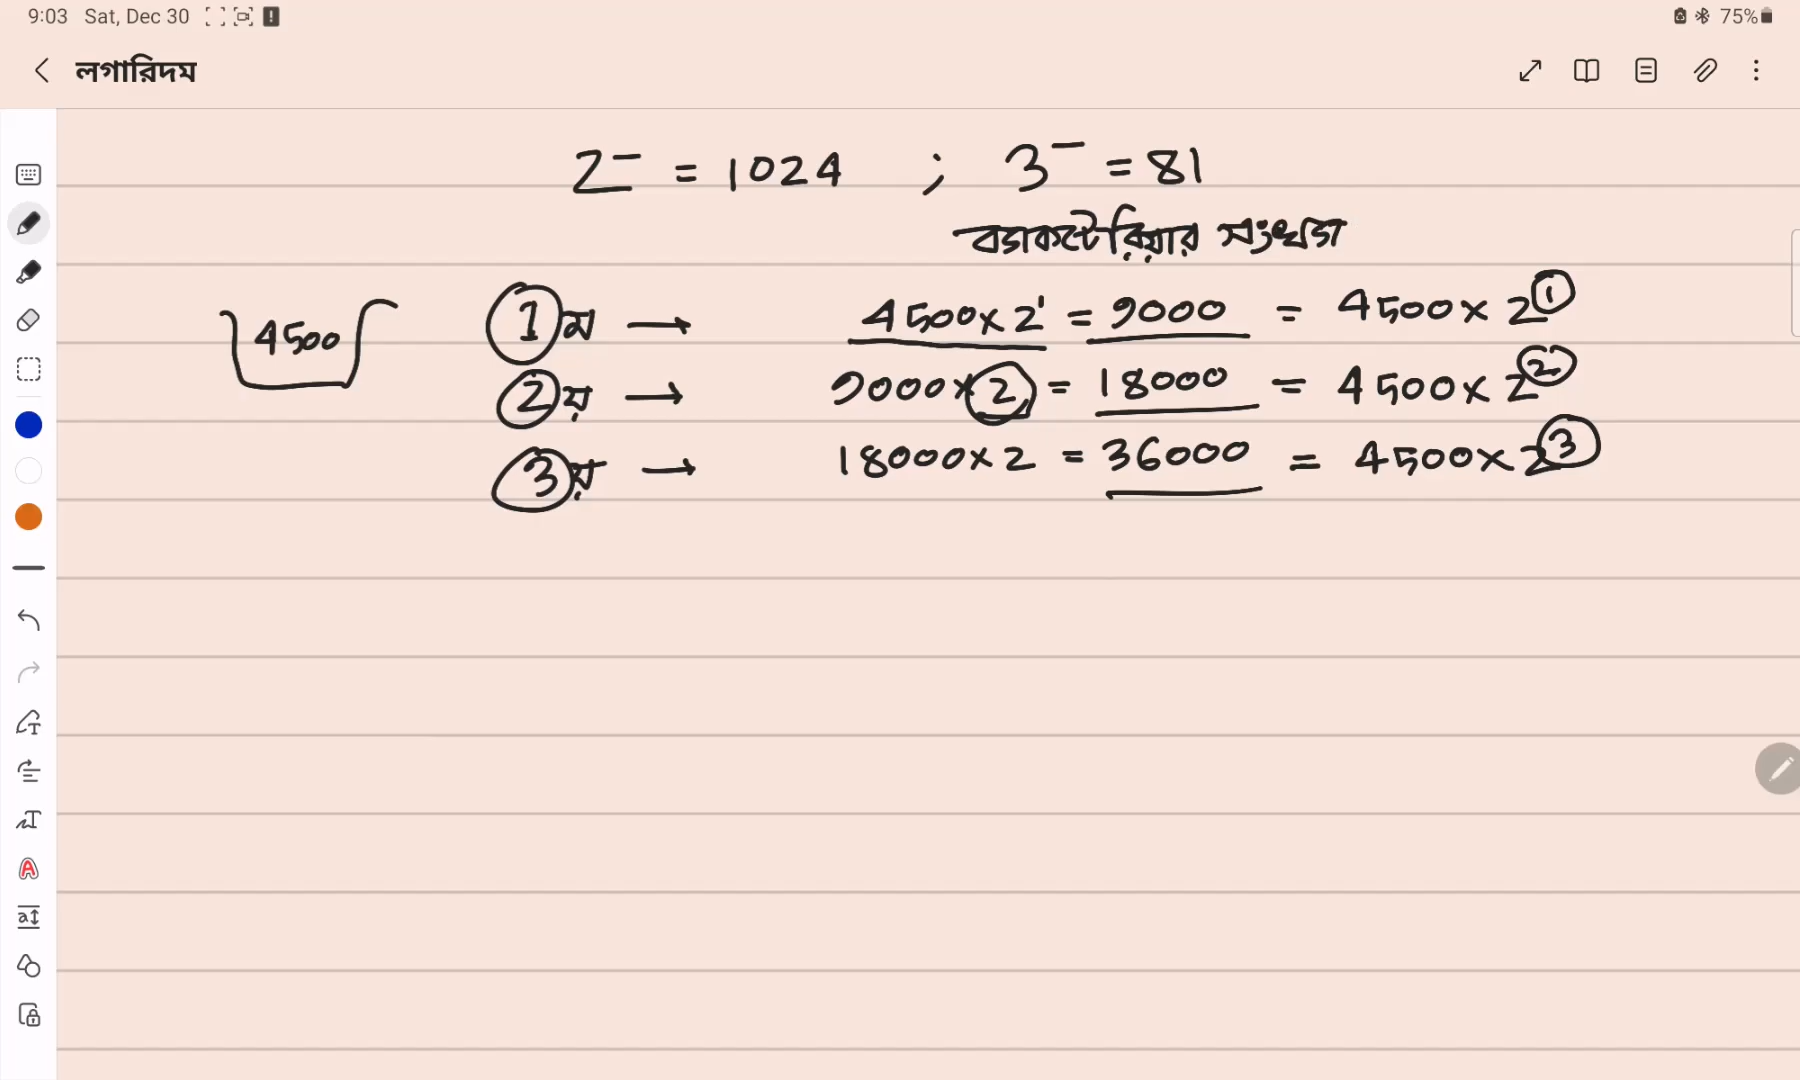 9:03 Sat, Dec 30 75%
লগারিদম
2⁻ = 1024 ; 3⁻ = 81
ব্যাকটেরিয়ার সংখ্যা
4500 1ম → 4500 × 2¹ = 9000 = 4500 × 2¹
2য় → 9000 × 2 = 18000 = 4500 × 2²
3য় → 18000 × 2 = 36000 = 4500 × 2³